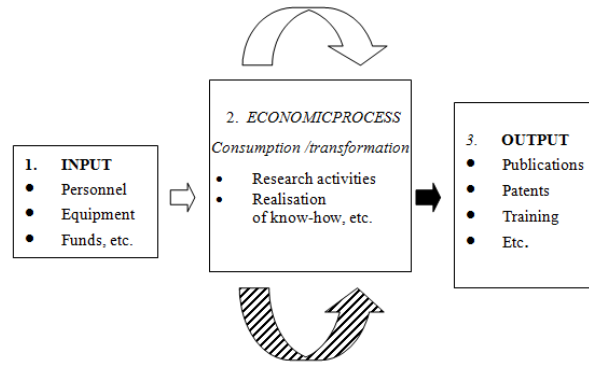 1. INPUT
● Personnel
● Equipment
● Funds, etc.
2. ECONOMICPROCESS
Consumption /transformation
• Research activities
• Realisation
of know-how, etc.
3. OUTPUT
● Publications
● Patents
● Training
● Etc.